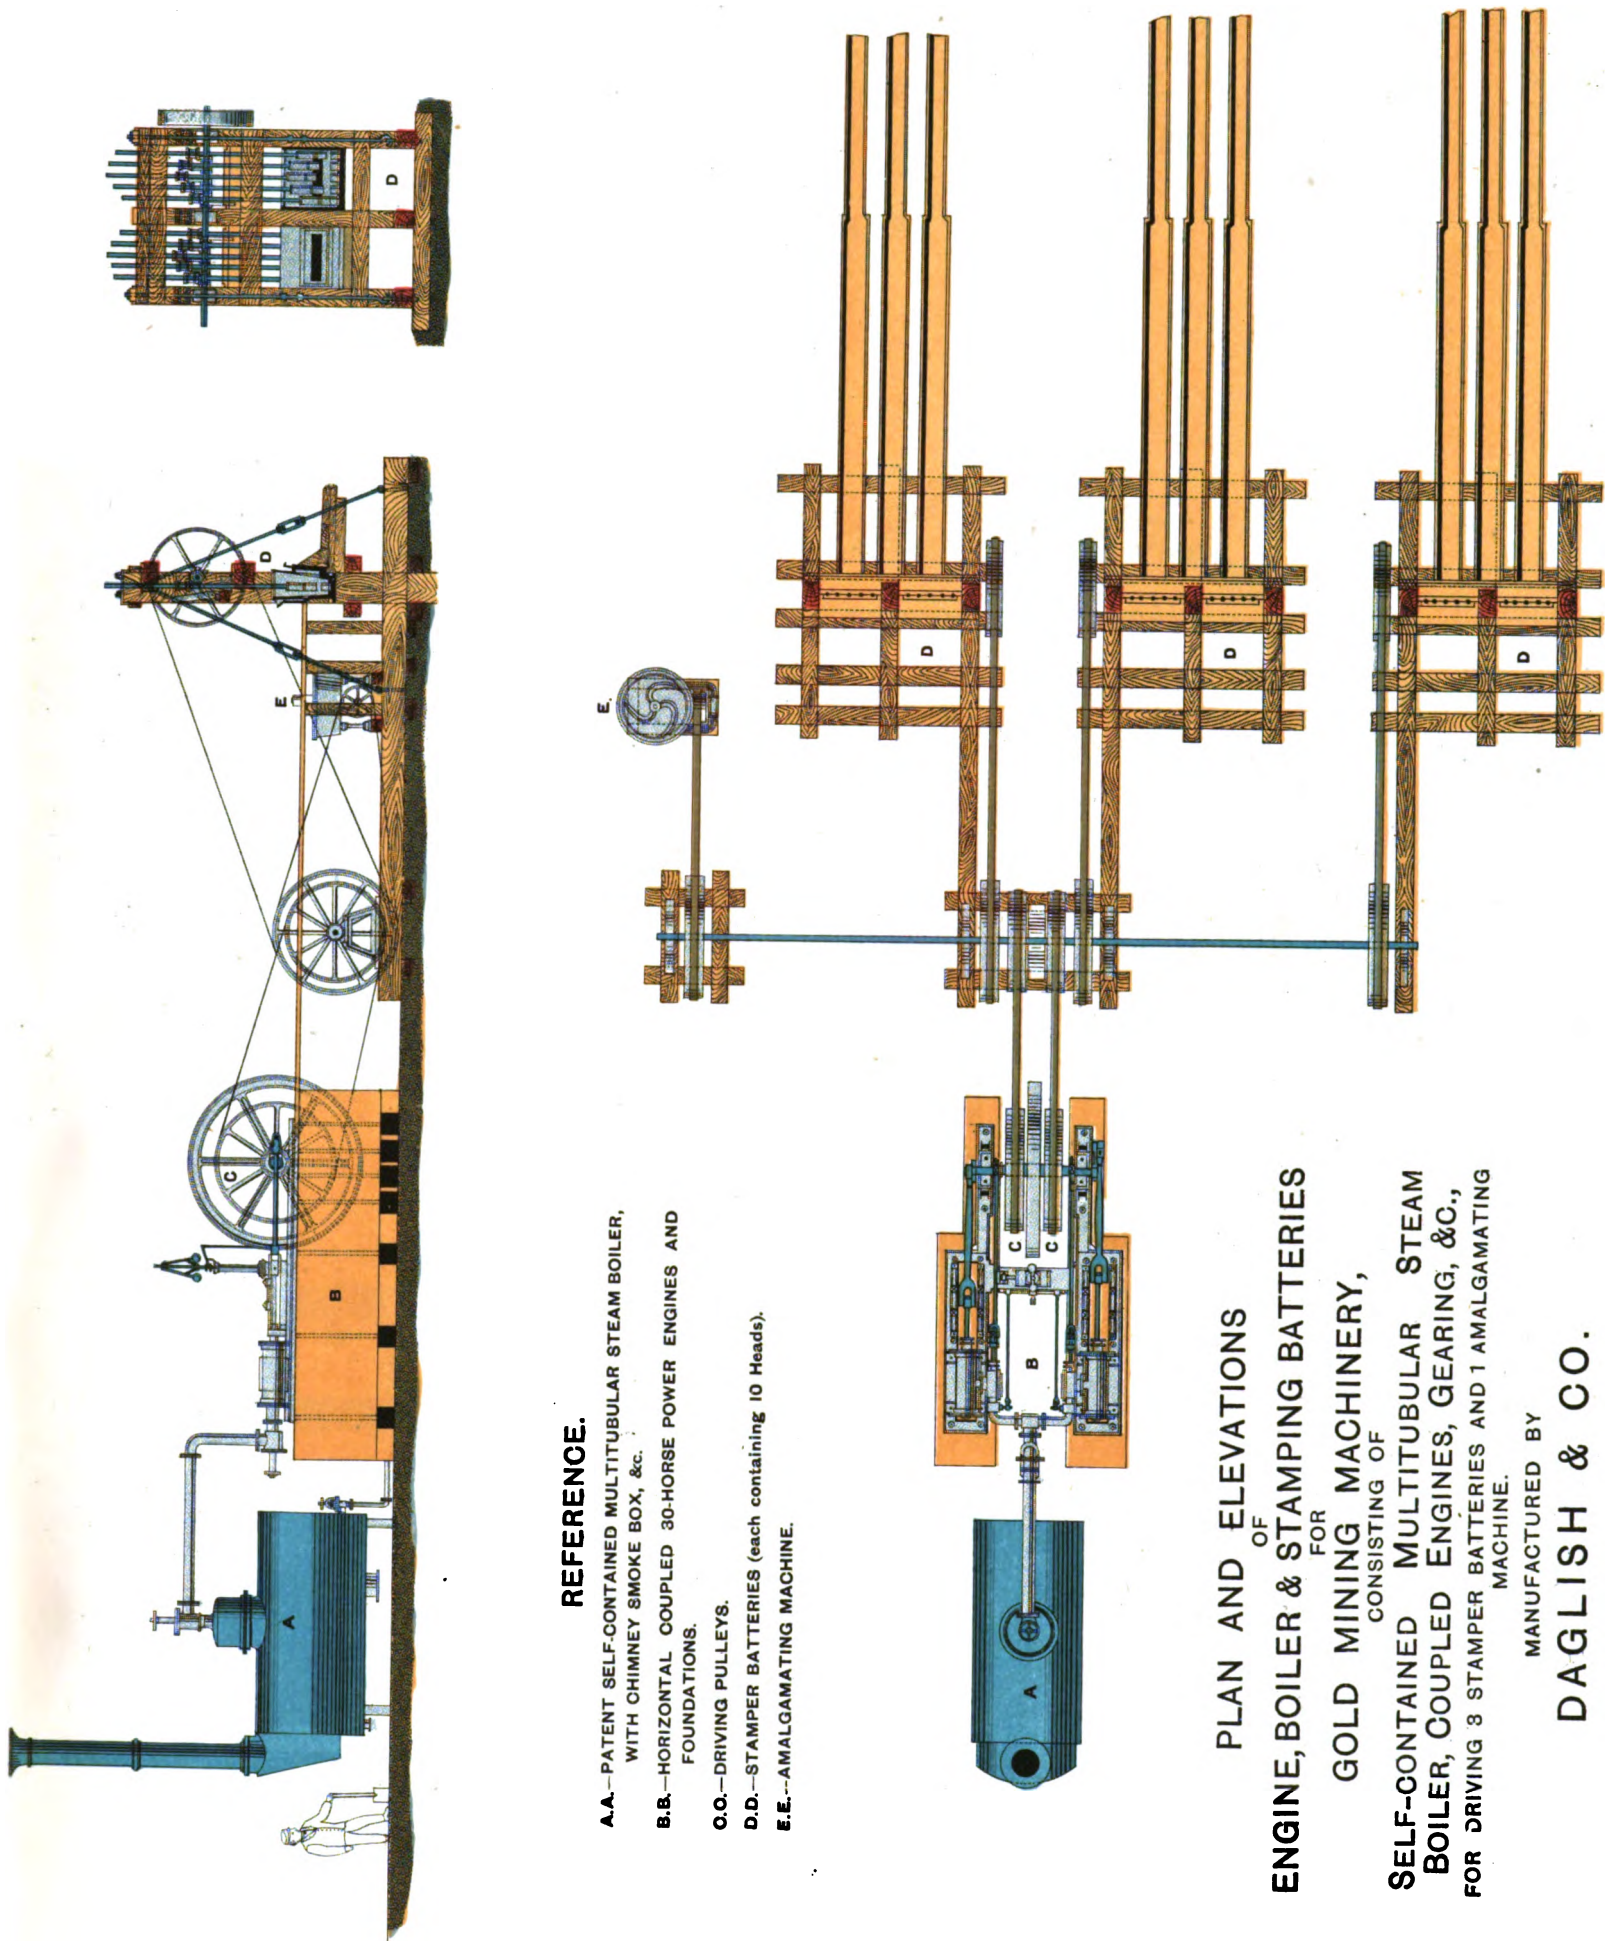 A
B
C
E
D
D
REFERENCE.
A.A.—PATENT SELF-CONTAINED MULTITUBULAR STEAM BOILER,
WITH CHIMNEY SMOKE BOX, &c.
B.B.—HORIZONTAL COUPLED 30-HORSE POWER ENGINES AND
FOUNDATIONS.
C.C.—DRIVING PULLEYS.
D.D.—STAMPER BATTERIES (each containing 10 Heads).
E.E.—AMALGAMATING MACHINE.
E.
A
B
C
C
D
D
D
PLAN AND ELEVATIONS
OF
ENGINE, BOILER & STAMPING BATTERIES
FOR
GOLD MINING MACHINERY,
CONSISTING OF
SELF-CONTAINED MULTITUBULAR STEAM
BOILER, COUPLED ENGINES, GEARING, &C.,
FOR DRIVING 3 STAMPER BATTERIES AND 1 AMALGAMATING
MACHINE.
MANUFACTURED BY
DAGLISH & CO.